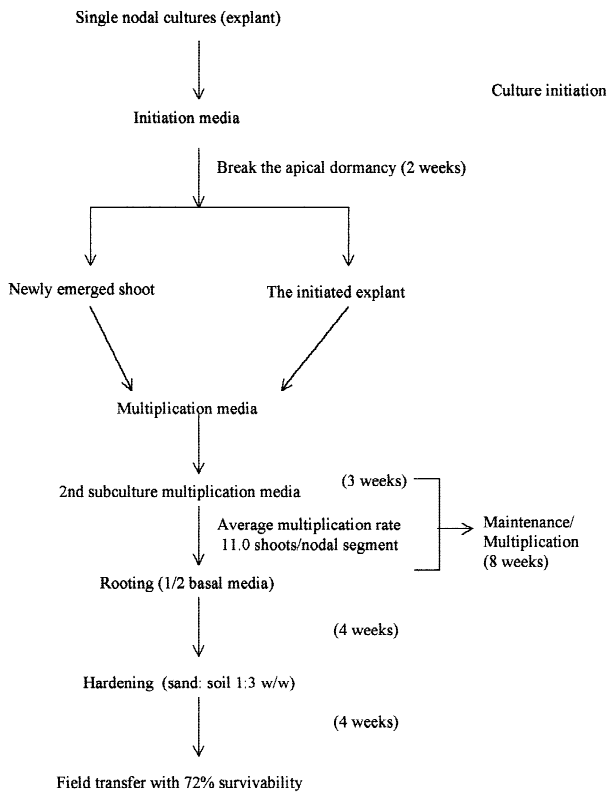 Single nodal cultures (explant)
Culture initiation
Initiation media
Break the apical dormancy (2 weeks)
Newly emerged shoot
The initiated explant
Multiplication media
(3 weeks)
2nd subculture multiplication media
Average multiplication rate
11.0 shoots/nodal segment
Maintenance/
Multiplication
(8 weeks)
Rooting (1/2 basal media)
(4 weeks)
Hardening (sand: soil 1:3 w/w)
(4 weeks)
Field transfer with 72% survivability